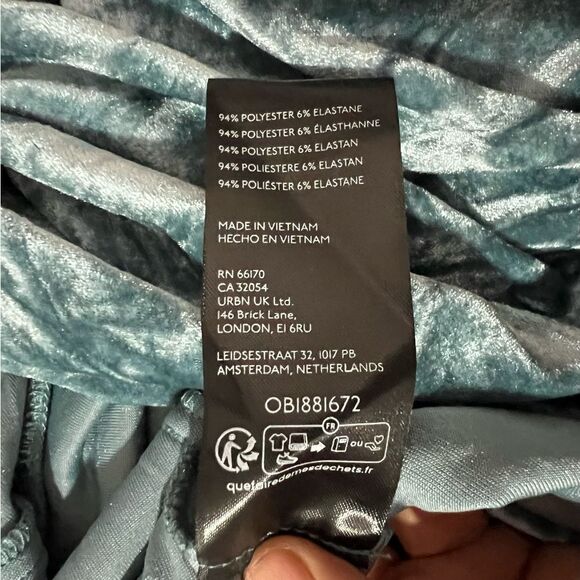 94% POLYESTER 6% ELASTANE
94% POLYESTER 6% ÉLASTHANNE
94% POLYESTER 6% ELASTAN
94% POLIESTERE 6% ELASTAN
94% POLIÉSTER 6% ELASTANE
MADE IN VIETNAM
HECHO EN VIETNAM
RN 66170
CA 32054
URBN UK Ltd.
146 Brick Lane,
LONDON, E1 6RU
LEIDSESTRAAT 32, 1017 PB
AMSTERDAM, NETHERLANDS
OB1881672
FR
OU
quefairedemesdechets.fr